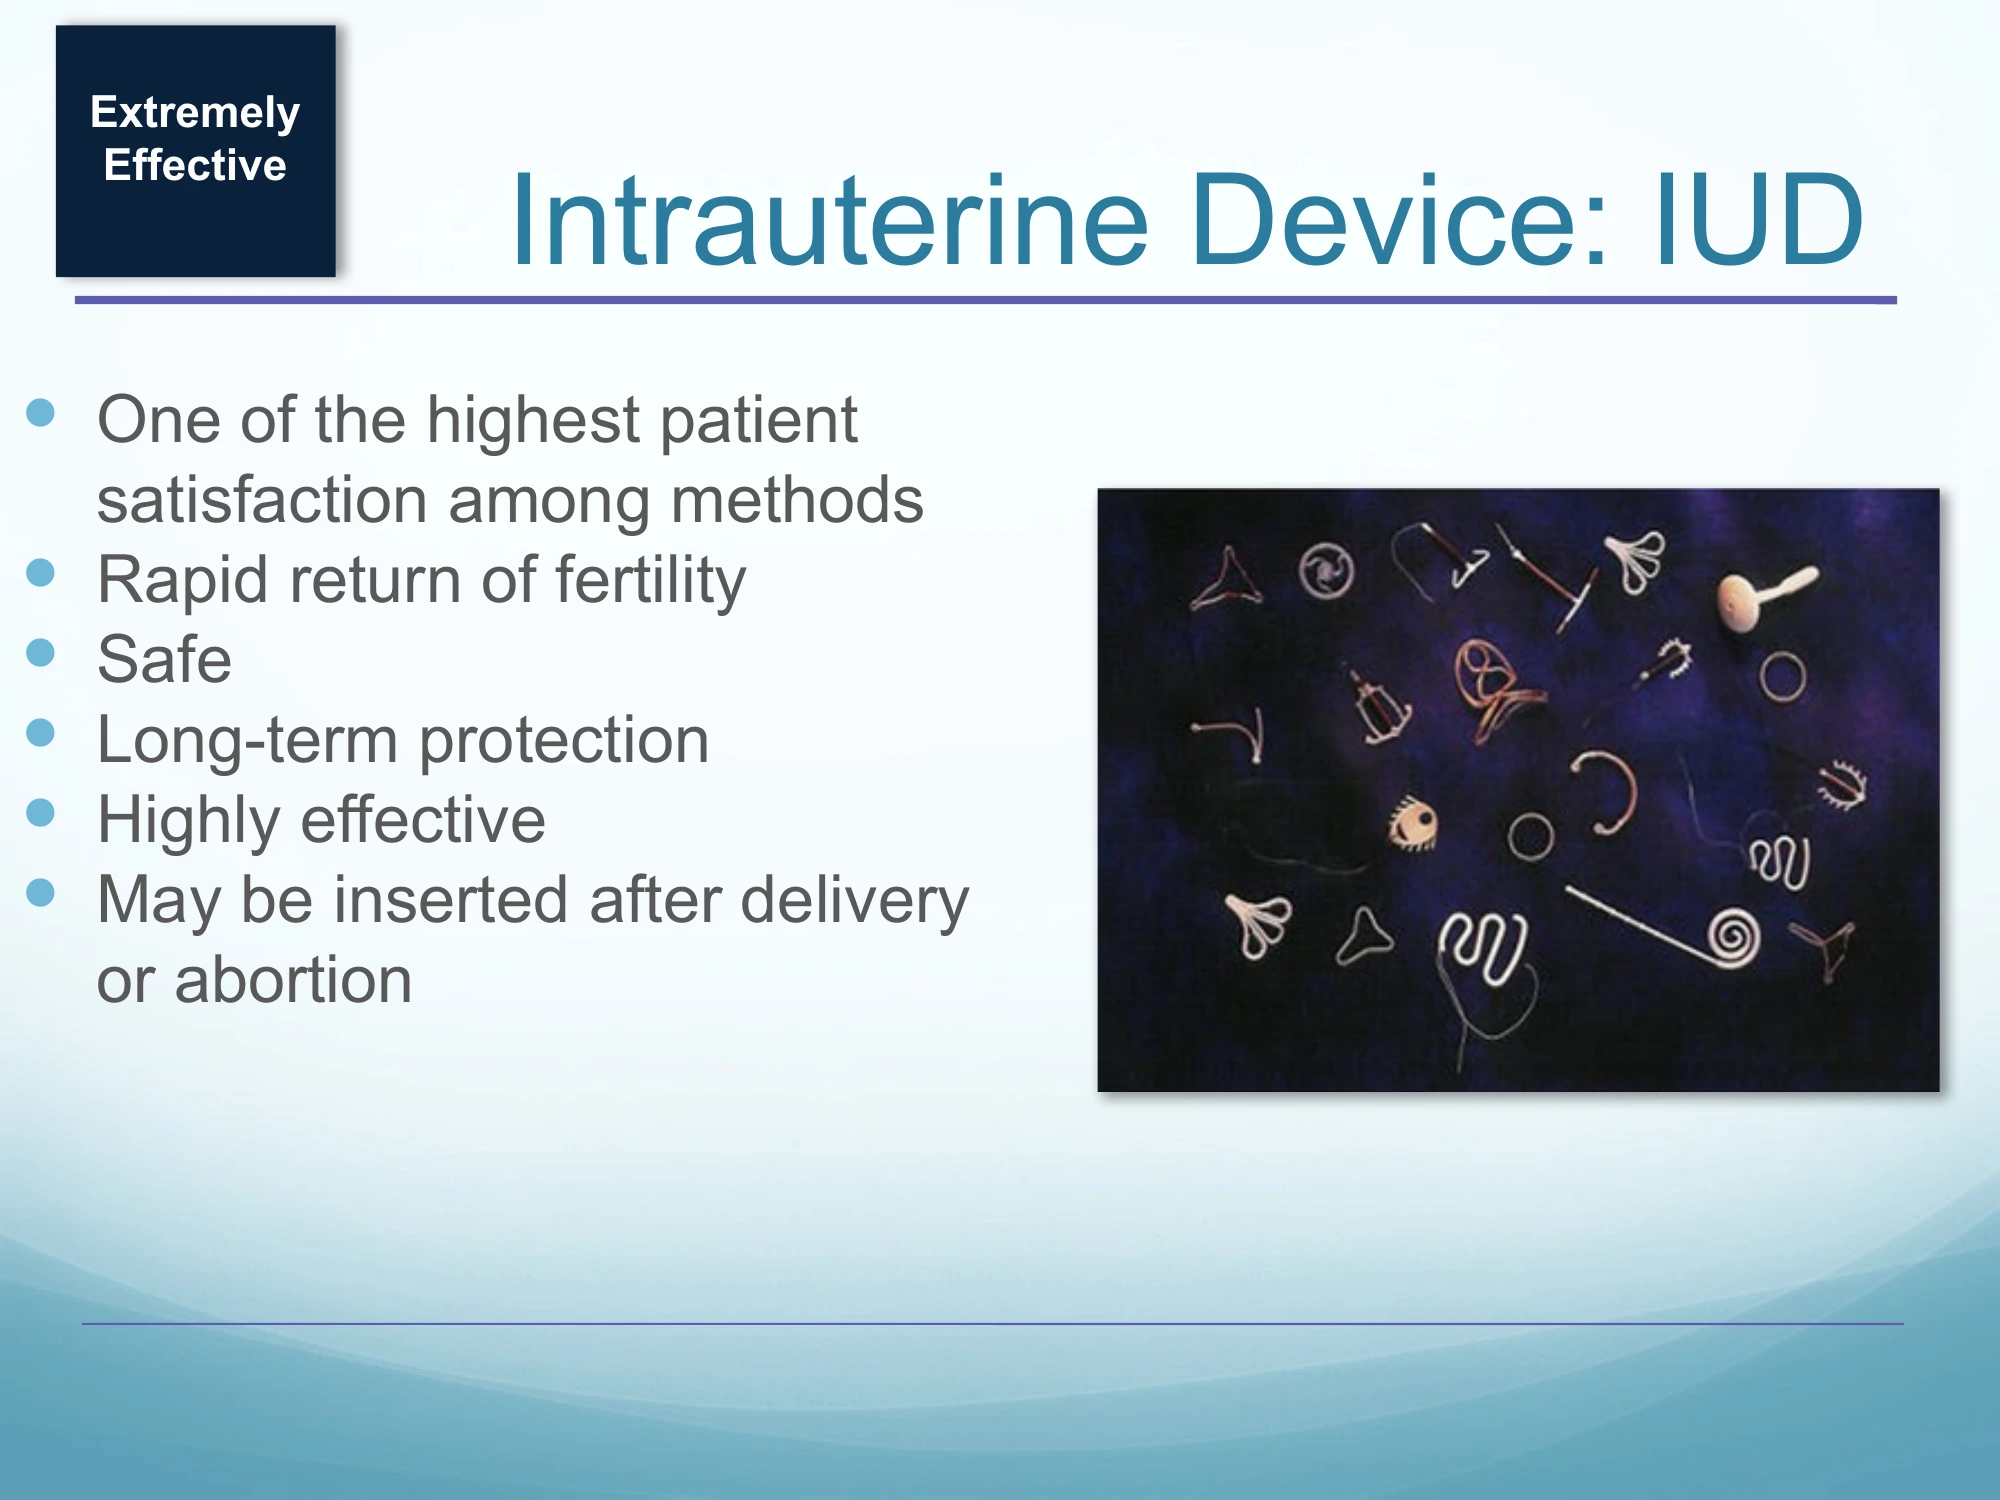 Extremely
Effective
Intrauterine Device: IUD
• One of the highest patient
satisfaction among methods
• Rapid return of fertility
• Safe
• Long-term protection
• Highly effective
• May be inserted after delivery
or abortion